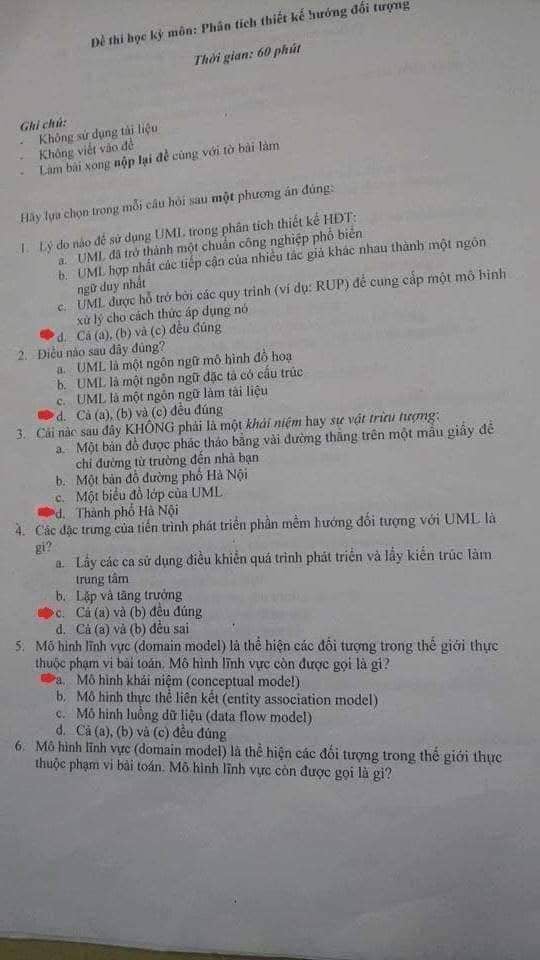 Đề thi học kỳ môn: Phân tích thiết kế hướng đối tượng
Thời gian: 60 phút
Ghi chú:
- Không sử dụng tài liệu
- Không viết vào đề
- Làm bài xong nộp lại đề cùng với tờ bài làm
Hãy lựa chọn trong mỗi câu hỏi sau một phương án đúng:
1. Lý do nào để sử dụng UML trong phân tích thiết kế HĐT:
a. UML đã trở thành một chuẩn công nghiệp phổ biến
b. UML hợp nhất các tiếp cận của nhiều tác giả khác nhau thành một ngôn
ngữ duy nhất
c. UML được hỗ trợ bởi các quy trình (ví dụ: RUP) để cung cấp một mô hình
xử lý cho cách thức áp dụng nó
d. Cả (a), (b) và (c) đều đúng
2. Điều nào sau đây đúng?
a. UML là một ngôn ngữ mô hình đồ hoạ
b. UML là một ngôn ngữ đặc tả có cấu trúc
c. UML là một ngôn ngữ làm tài liệu
d. Cả (a), (b) và (c) đều đúng
3. Cái nào sau đây KHÔNG phải là một khái niệm hay sự vật trừu tượng:
a. Một bản đồ được phác thảo bằng vài đường thẳng trên một mẩu giấy để
chỉ đường từ trường đến nhà bạn
b. Một bản đồ đường phố Hà Nội
c. Một biểu đồ lớp của UML
d. Thành phố Hà Nội
4. Các đặc trưng của tiến trình phát triển phần mềm hướng đối tượng với UML là
gì?
a. Lấy các ca sử dụng điều khiển quá trình phát triển và lấy kiến trúc làm
trung tâm
b. Lặp và tăng trưởng
c. Cả (a) và (b) đều đúng
d. Cả (a) và (b) đều sai
5. Mô hình lĩnh vực (domain model) là thể hiện các đối tượng trong thế giới thực
thuộc phạm vi bài toán. Mô hình lĩnh vực còn được gọi là gì?
a. Mô hình khái niệm (conceptual model)
b. Mô hình thực thể liên kết (entity association model)
c. Mô hình luồng dữ liệu (data flow model)
d. Cả (a), (b) và (c) đều đúng
6. Mô hình lĩnh vực (domain model) là thể hiện các đối tượng trong thế giới thực
thuộc phạm vi bài toán. Mô hình lĩnh vực còn được gọi là gì?